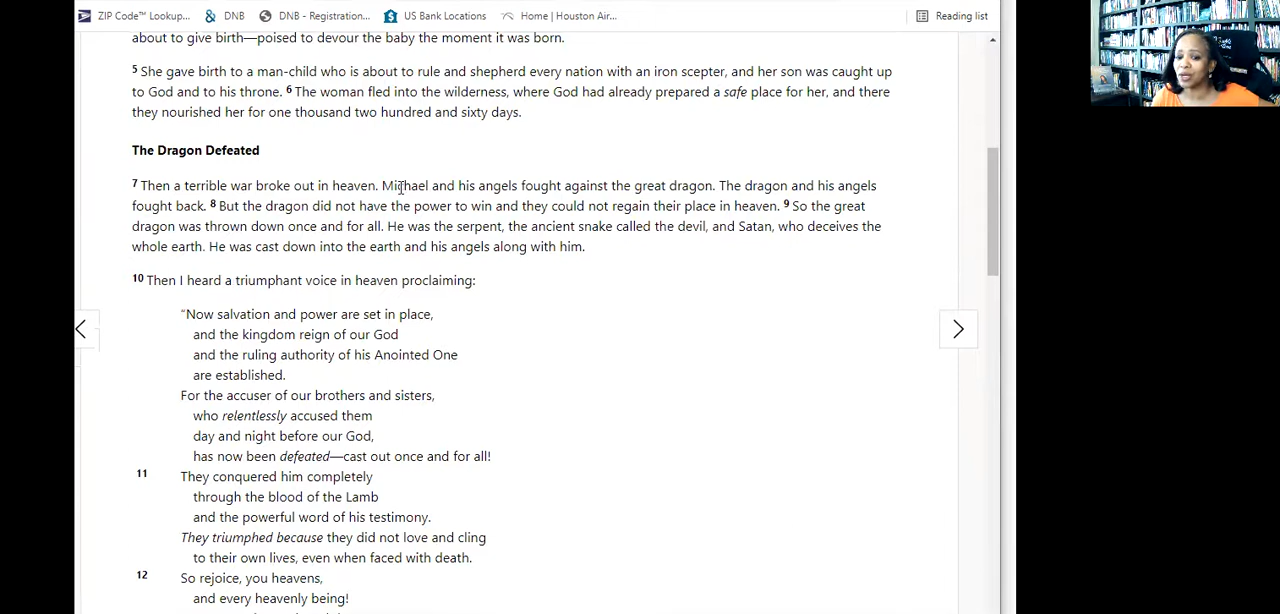 ZIP Code™ Lookup... DNB DNB - Registration... US Bank Locations Home | Houston Air... Reading list
about to give birth—poised to devour the baby the moment it was born.
5 She gave birth to a man-child who is about to rule and shepherd every nation with an iron scepter, and her son was caught up
to God and to his throne. 6 The woman fled into the wilderness, where God had already prepared a safe place for her, and there
they nourished her for one thousand two hundred and sixty days.
The Dragon Defeated
7 Then a terrible war broke out in heaven. Michael and his angels fought against the great dragon. The dragon and his angels
fought back. 8 But the dragon did not have the power to win and they could not regain their place in heaven. 9 So the great
dragon was thrown down once and for all. He was the serpent, the ancient snake called the devil, and Satan, who deceives the
whole earth. He was cast down into the earth and his angels along with him.
10 Then I heard a triumphant voice in heaven proclaiming:
“Now salvation and power are set in place,
and the kingdom reign of our God
and the ruling authority of his Anointed One
are established.
For the accuser of our brothers and sisters,
who relentlessly accused them
day and night before our God,
has now been defeated—cast out once and for all!
11 They conquered him completely
through the blood of the Lamb
and the powerful word of his testimony.
They triumphed because they did not love and cling
to their own lives, even when faced with death.
12 So rejoice, you heavens,
and every heavenly being!